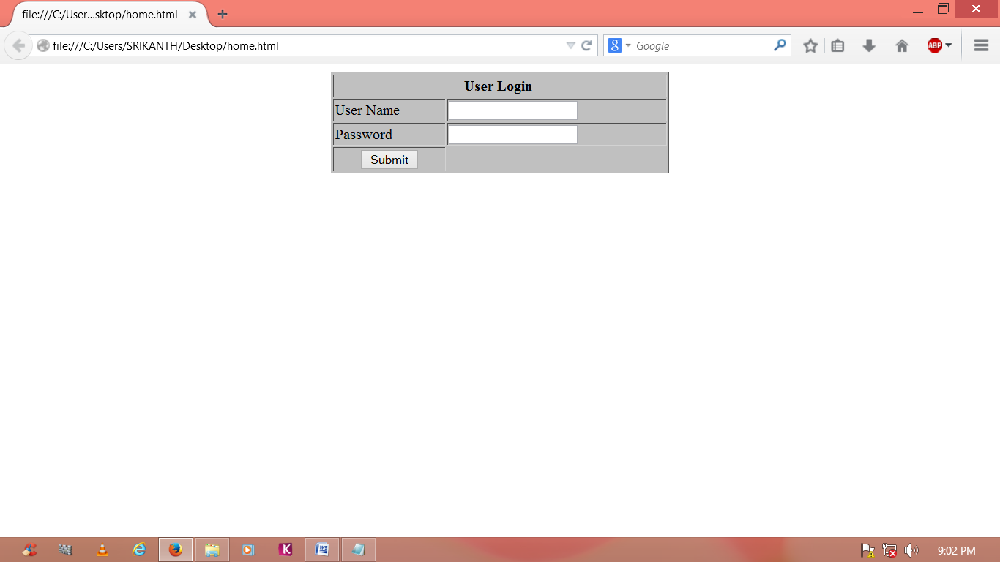 file:///C:/User...sktop/home.html
file:///C:/Users/SRIKANTH/Desktop/home.html
8 Google
ABP
User Login
User Name
Password
Submit
K
W
9:02 PM